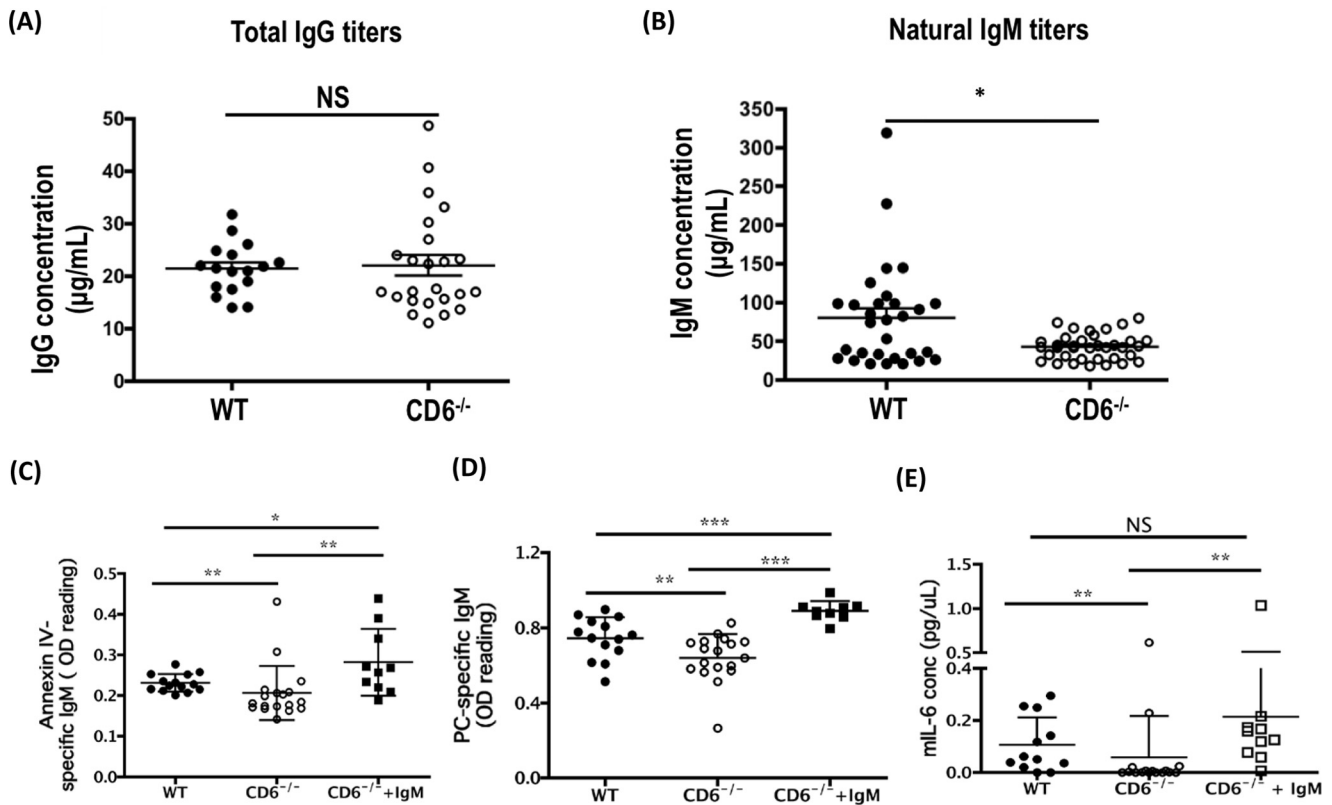 (A)
Total IgG titers
NS
IgG concentration
(µg/mL)
50
40
30
20
10
0
WT
CD6-/-
(B)
Natural IgM titers
*
IgM concentration
(µg/mL)
350
300
250
200
150
100
50
0
WT
CD6-/-
(C)
*
**
**
Annexin IV-
specific IgM ( OD reading)
0.5
0.4
0.3
0.2
0.1
0.0
WT
CD6-/-
CD6-/-+IgM
(D)
***
***
**
PC-specific IgM
(OD reading)
1.2
0.8
0.4
0.0
WT
CD6-/-
CD6-/-+IgM
(E)
NS
**
**
mIL-6 conc (pg/uL)
1.5
1.0
0.5
0.4
0.2
0.0
WT
CD6-/-
CD6-/- + IgM